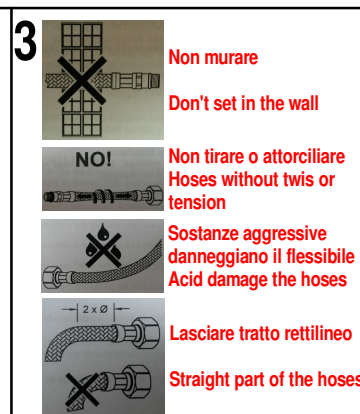 3
Non murare
Don't set in the wall
NO!
Non tirare o attorciliare
Hoses without twis or
tension
Sostanze aggressive
danneggiano il flessibile
Acid damage the hoses
2 x Ø
Lasciare tratto rettilineo
Straight part of the hoses